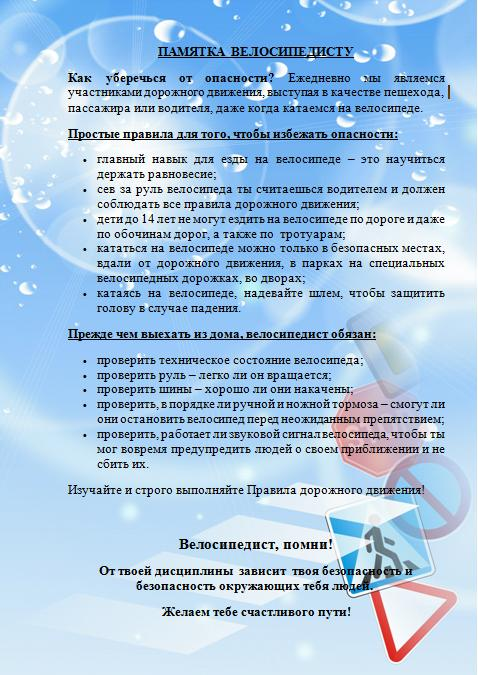 ПАМЯТКА ВЕЛОСИПЕДИСТУ
Как уберечься от опасности? Ежедневно мы являемся
участниками дорожного движения, выступая в качестве пешехода,
пассажира или водителя, даже когда катаемся на велосипеде.
Простые правила для того, чтобы избежать опасности:
• главный навык для езды на велосипеде – это научиться
держать равновесие;
• сев за руль велосипеда ты считаешься водителем и должен
соблюдать все правила дорожного движения;
• дети до 14 лет не могут ездить на велосипеде по дороге и даже
по обочинам дорог, а также по тротуарам;
• кататься на велосипеде можно только в безопасных местах,
вдали от дорожного движения, в парках на специальных
велосипедных дорожках, во дворах;
• катаясь на велосипеде, надевайте шлем, чтобы защитить
голову в случае падения.
Прежде чем выехать из дома, велосипедист обязан:
• проверить техническое состояние велосипеда;
• проверить руль – легко ли он вращается;
• проверить шины – хорошо ли они накачены;
• проверить, в порядке ли ручной и ножной тормоза – смогут ли
они остановить велосипед перед неожиданным препятствием;
• проверить, работает ли звуковой сигнал велосипеда, чтобы ты
мог вовремя предупредить людей о своем приближении и не
сбить их.
Изучайте и строго выполняйте Правила дорожного движения!
Велосипедист, помни!
От твоей дисциплины зависит твоя безопасность и
безопасность окружающих тебя людей.
Желаем тебе счастливого пути!